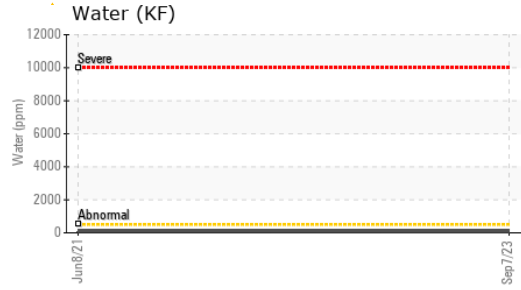 Water (KF)
12000
Severe
10000
8000
6000
4000
2000
Abnormal
0
Water (ppm)
Jun8/21
Sep7/23